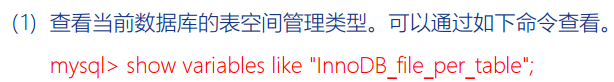 (1) 查看当前数据库的表空间管理类型。可以通过如下命令查看。
mysql> show variables like "InnoDB_file_per_table";